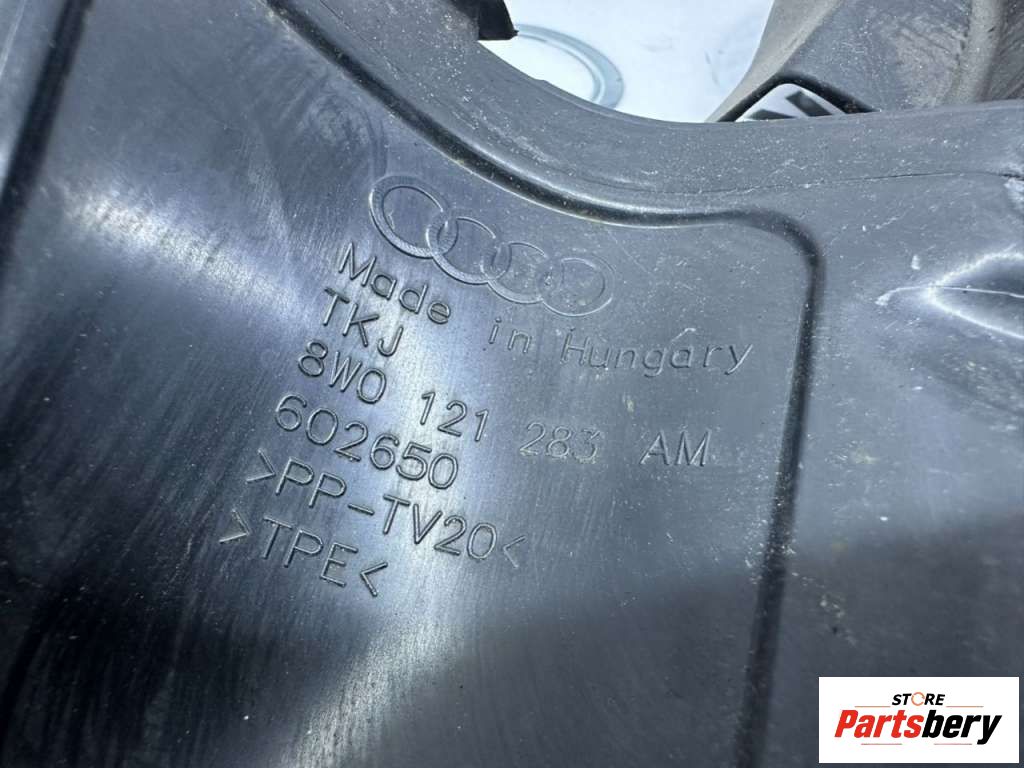 Made in Hungary
TKJ
8W0 121 283 AM
602650
>PP-TV20<
>TPE<
STORE
Partsbery